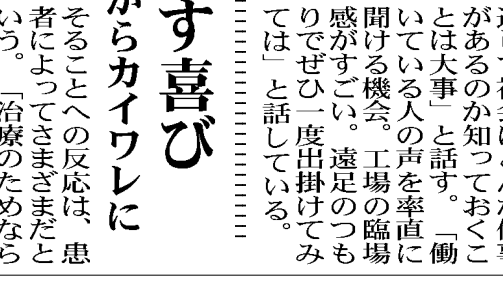 があるのか知っておくこ
とは大事」と話す。「働
いている人の声を率直に
聞ける機会。工場の臨場
感がすごい。遠足のつも
りでぜひ一度出掛けてみ
ては」と話している。
す喜び
からカイワレに
そることへの反応は、患
者によってさまざまだと
いう。「治療のためなら